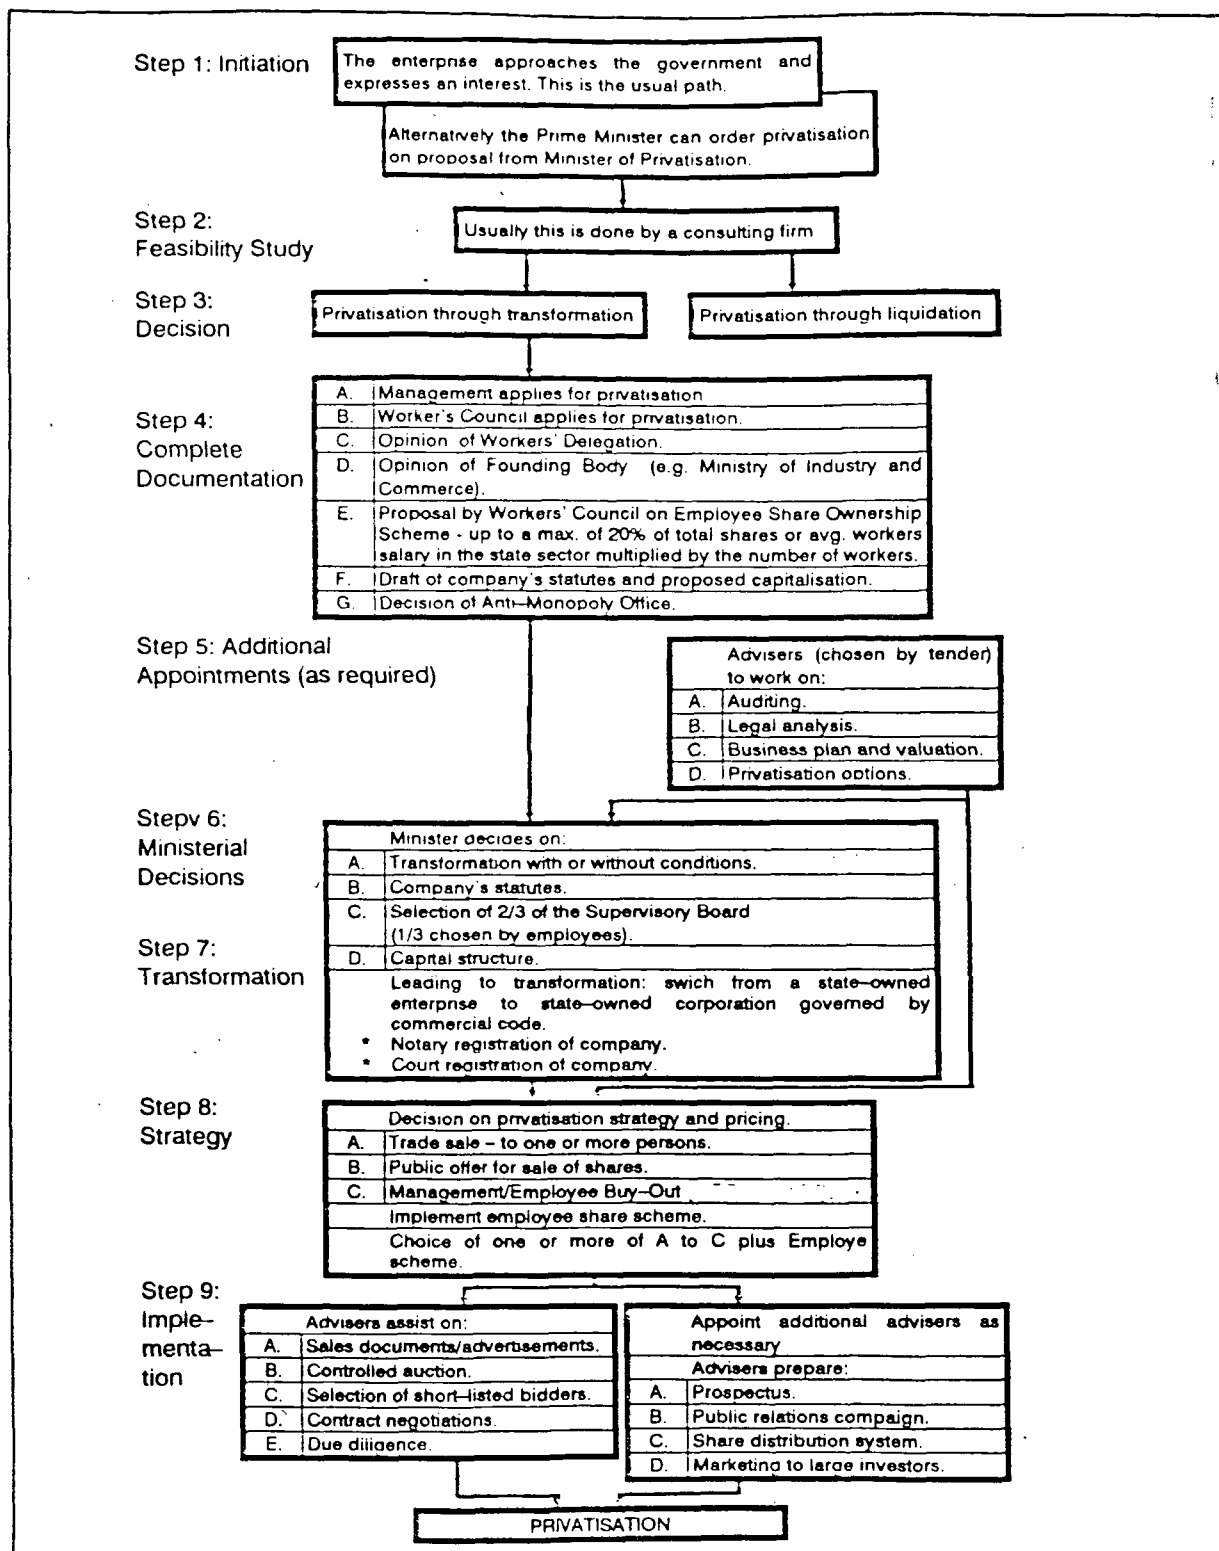 Step 1: Initiation
The enterprise approaches the government and
expresses an interest. This is the usual path.
Alternatively the Prime Minister can order privatisation
on proposal from Minister of Privatisation.
Step 2:
Feasibility Study
Usually this is done by a consulting firm
Step 3:
Decision
Privatisation through transformation
Privatisation through liquidation
Step 4:
Complete
Documentation
A. Management applies for privatisation
B. Worker's Council applies for privatisation.
C. Opinion of Workers' Delegation.
D. Opinion of Founding Body (e.g. Ministry of Industry and
Commerce).
E. Proposal by Workers' Council on Employee Share Ownership
Scheme - up to a max. of 20% of total shares or avg. workers
salary in the state sector multiplied by the number of workers.
F. Draft of company's statutes and proposed capitalisation.
G. Decision of Anti-Monopoly Office.
Step 5: Additional
Appointments (as required)
Advisers (chosen by tender)
to work on:
A. Auditing.
B. Legal analysis.
C. Business plan and valuation.
D. Privatisation options.
Stepv 6:
Ministerial
Decisions
Minister decides on:
A. Transformation with or without conditions.
B. Company's statutes.
C. Selection of 2/3 of the Supervisory Board
(1/3 chosen by employees).
D. Capital structure.
Step 7:
Transformation
Leading to transformation: swich from a state-owned
enterprise to state-owned corporation governed by
commercial code.
* Notary registration of company.
* Court registration of company.
Step 8:
Strategy
Decision on privatisation strategy and pricing.
A. Trade sale - to one or more persons.
B. Public offer for sale of shares.
C. Management/Employee Buy-Out
Implement employee share scheme.
Choice of one or more of A to C plus Employe
scheme.
Step 9:
Imple-
menta-
tion
Advisers assist on:
A. Sales documents/advertisements.
B. Controlled auction.
C. Selection of short-listed bidders.
D. Contract negotiations.
E. Due diligence.
Appoint additional advisers as
necessary
Advisers prepare:
A. Prospectus.
B. Public relations compaign.
C. Share distribution system.
D. Marketing to large investors.
PRIVATISATION